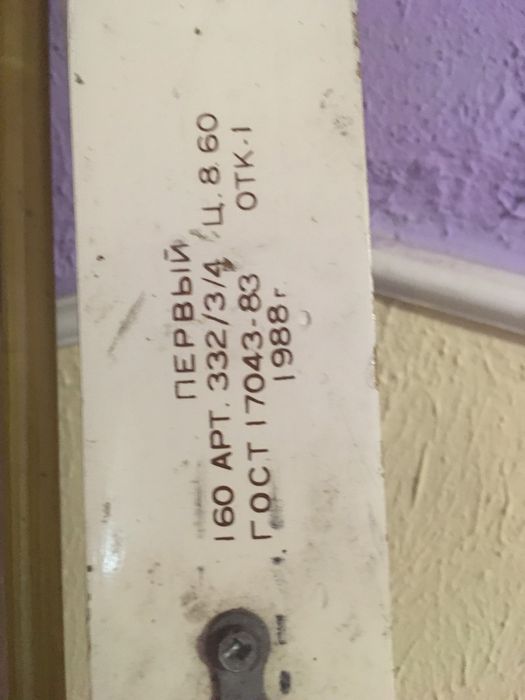 ПЕРВЫЙ
160 АРТ. 332/3/4 Ц. 8.60
ГОСТ 17043-83 ОТК-1
1988г.